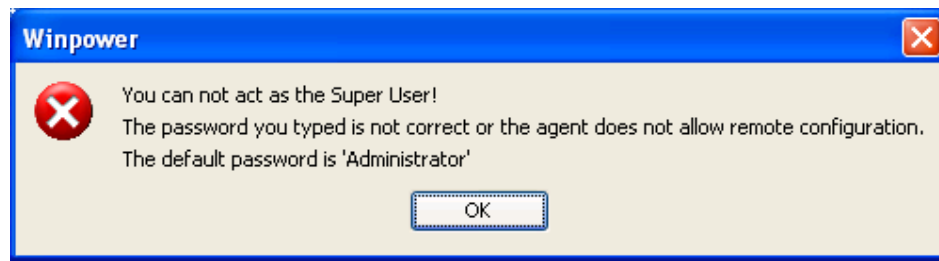 Winpower
You can not act as the Super User!
The password you typed is not correct or the agent does not allow remote configuration.
The default password is 'Administrator'
OK